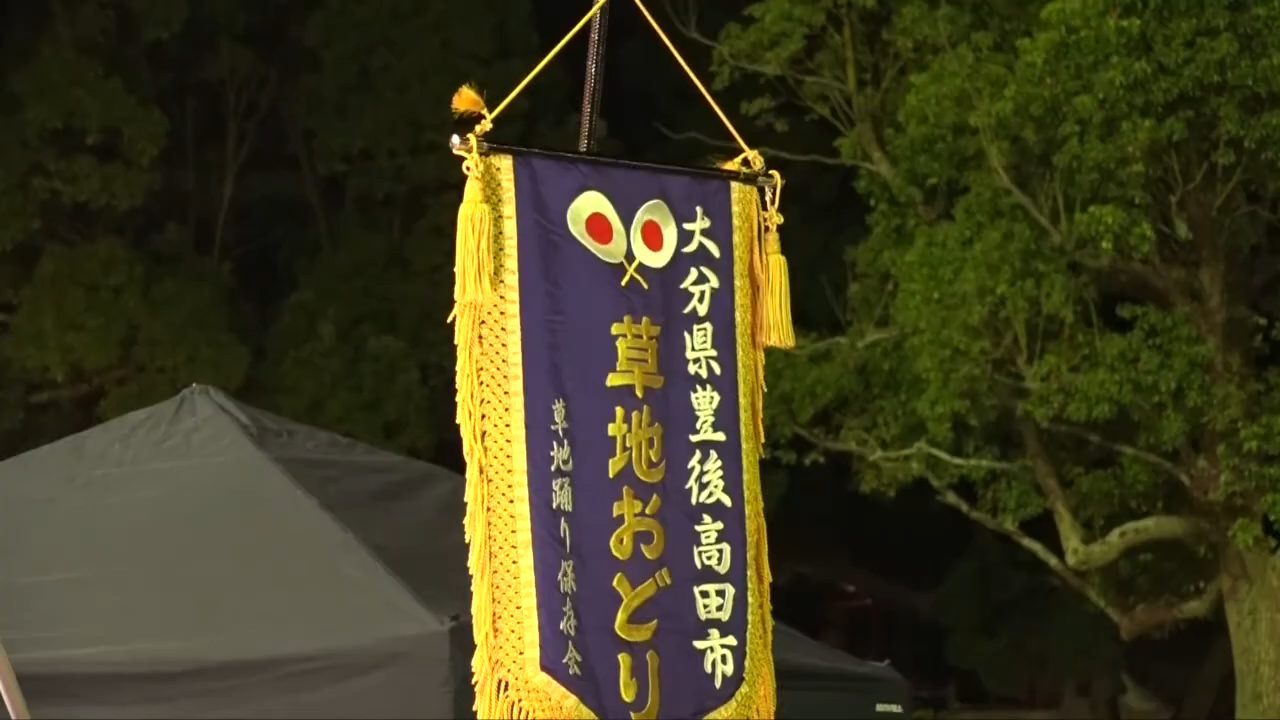 大分県豊後高田市
草地おどり
草地踊り保存会